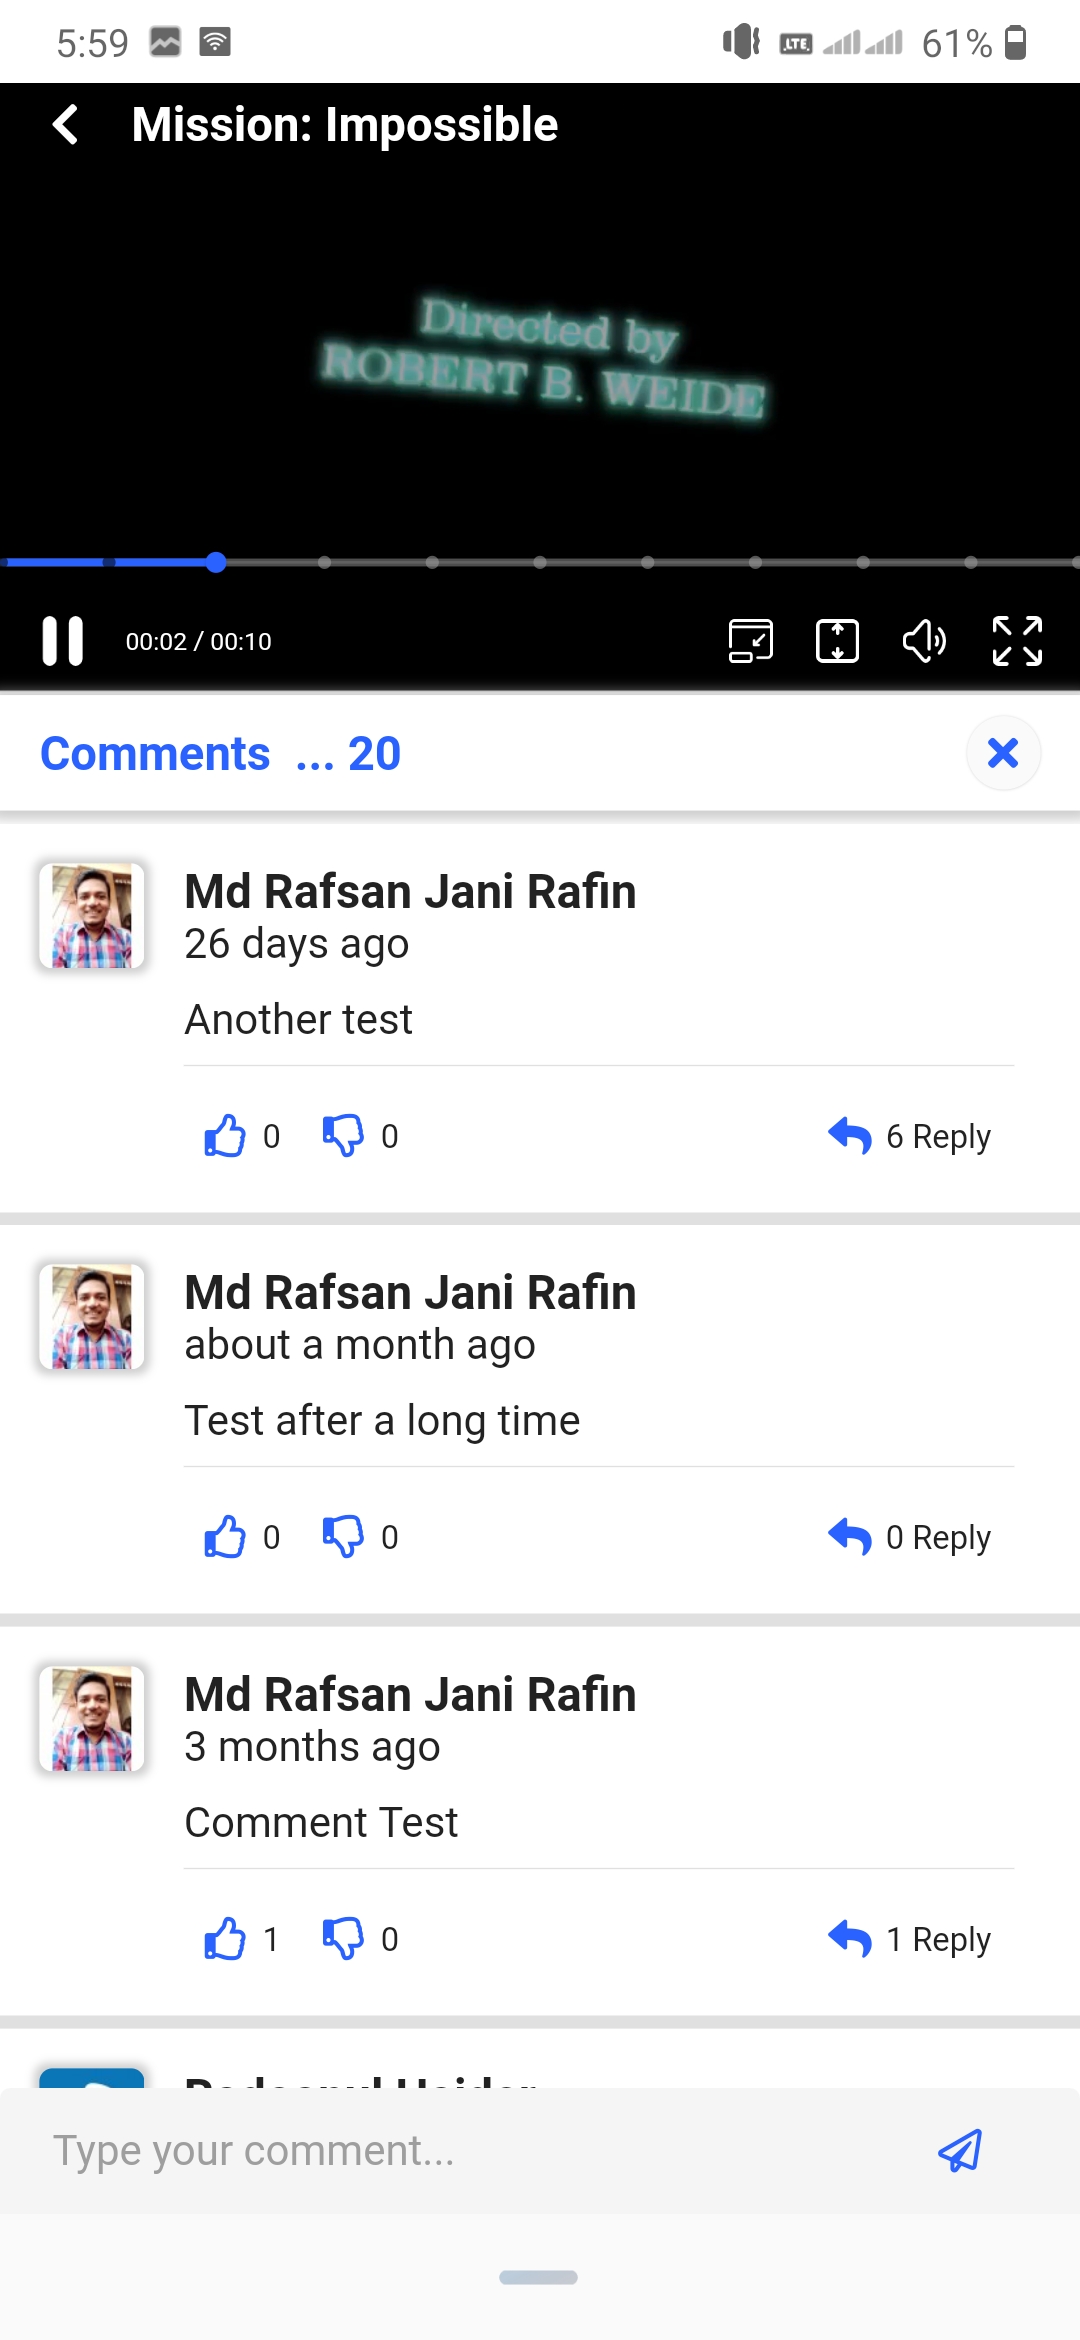 5:59
LTE
61%
Mission: Impossible
Directed by
ROBERT B. WEIDE
00:02 / 00:10
Comments ... 20
Md Rafsan Jani Rafin
26 days ago
Another test
0
0
6 Reply
Md Rafsan Jani Rafin
about a month ago
Test after a long time
0
0
0 Reply
Md Rafsan Jani Rafin
3 months ago
Comment Test
1
0
1 Reply
Type your comment...